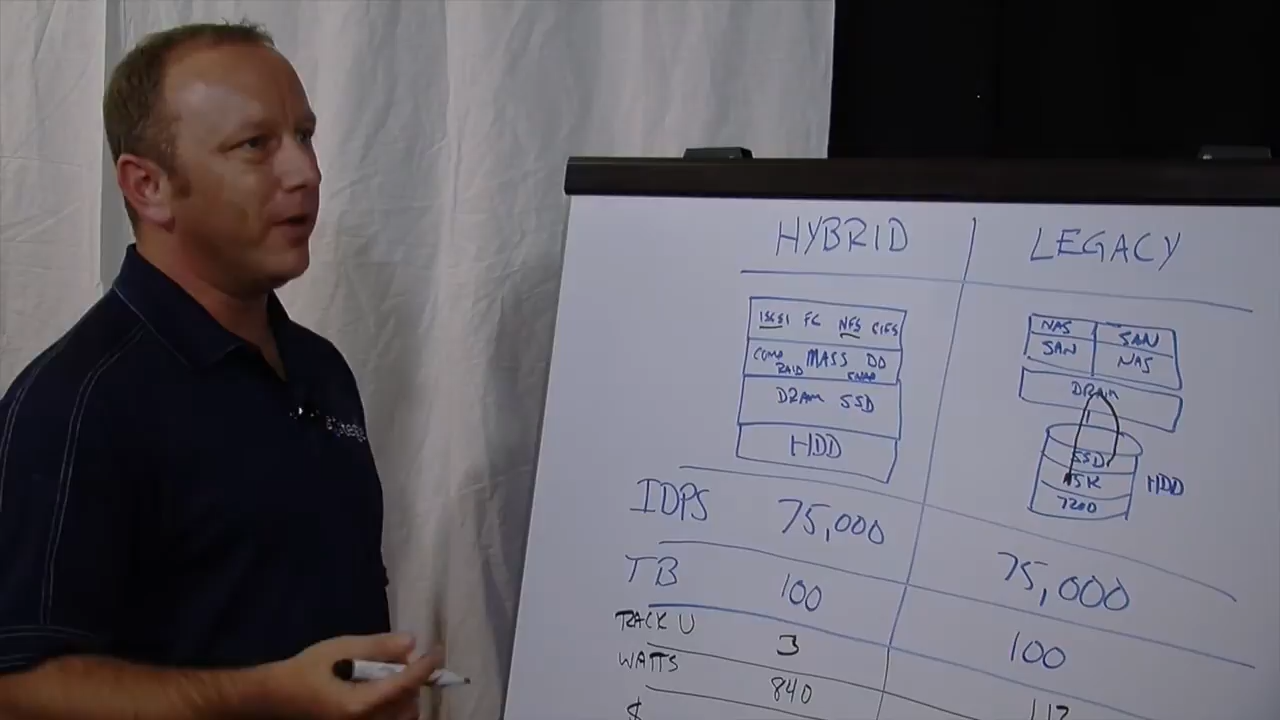 HYBRID LEGACY
ISCSI FC NFS CIFS
COMP MASS DD
RAID SNAP
DRAM SSD
HDD
NAS SAN
SAN NAS
DRAM
SSD
15K HDD
7200
IOPS 75,000 75,000
TB 100 100
RACK U 3
WATTS 840
$